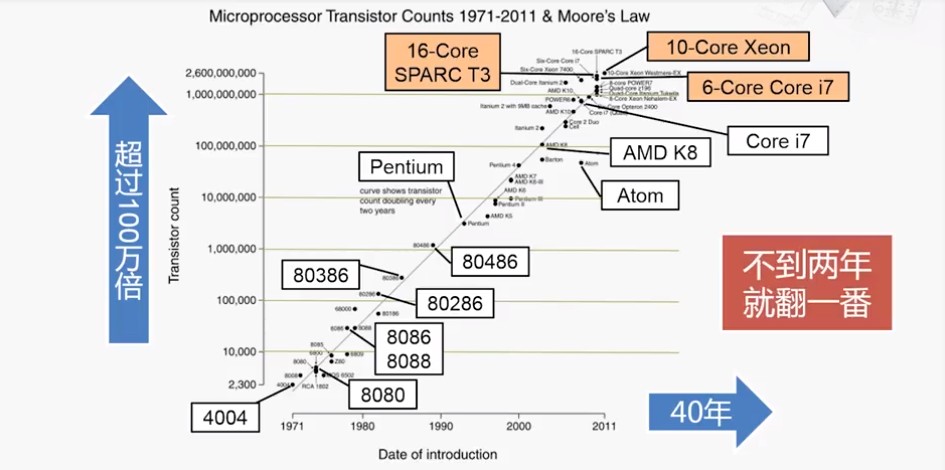 Microprocessor Transistor Counts 1971-2011 & Moore's Law
16-Core
SPARC T3
10-Core Xeon
6-Core Core i7
Core i7
AMD K8
Atom
Pentium
80486
80386
80286
8086
8088
8080
4004
超过100万倍
不到两年
就翻一番
40年
Transistor count
2,600,000,000
1,000,000,000
100,000,000
10,000,000
1,000,000
100,000
10,000
2,300
curve shows transistor
count doubling every
two years
16-Core SPARC T3
Six-Core Core i7
Six-Core Xeon 7400
10-Core Xeon Westmere-EX
Dual-Core Itanium 2
8-core POWER7
Quad-core z196
AMD K10
Quad-Core Itanium Tukwila
8-Core Xeon Nehalem-EX
POWER6
Itanium 2 with 9MB cache
Six-Core Opteron 2400
AMD K10
Core i7 (Quad)
Core 2 Duo
Cell
Itanium 2
AMD K8
Barton
Atom
Pentium 4
AMD K7
AMD K6-III
AMD K6
Pentium III
Pentium II
AMD K5
Pentium
80486
80386
80286
68000
80186
8086
8088
8085
6800
6809
8080
Z80
8008
MOS 6502
4004
RCA 1802
1971
1980
1990
2000
2011
Date of introduction